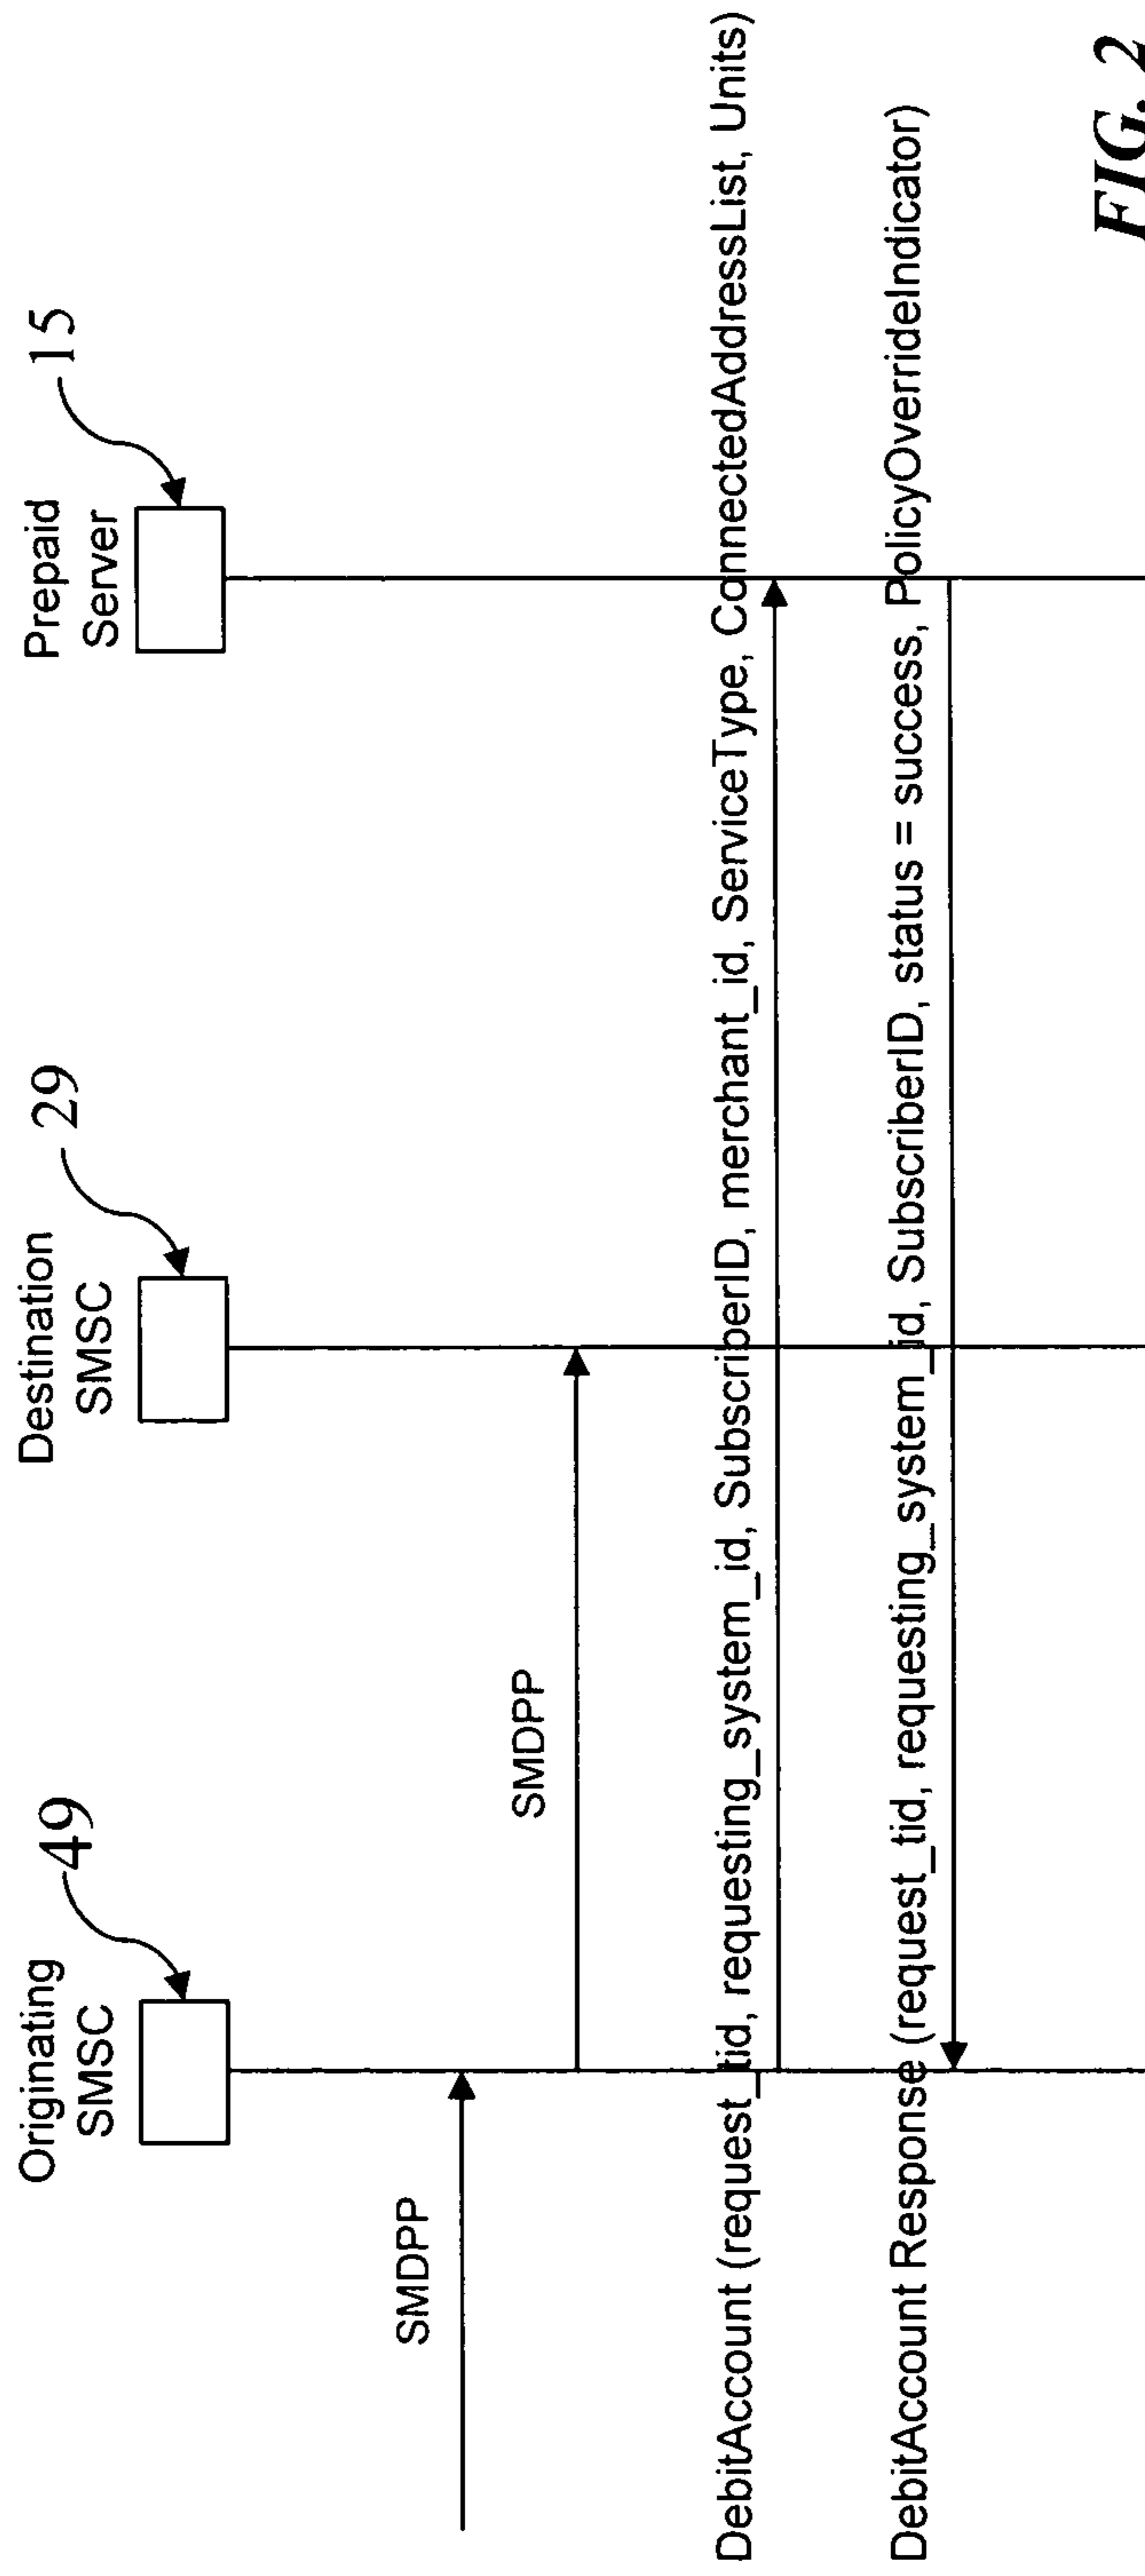 Originating
SMSC
49
Destination
SMSC
29
Prepaid
Server
15
SMDPP
SMDPP
DebitAccount (request_tid, requesting_system_id, SubscriberID, merchant_id, ServiceType, ConnectedAddressList, Units)
DebitAccount Response (request_tid, requesting_system_id, SubscriberID, status = success, PolicyOverrideIndicator)
FIG. 2